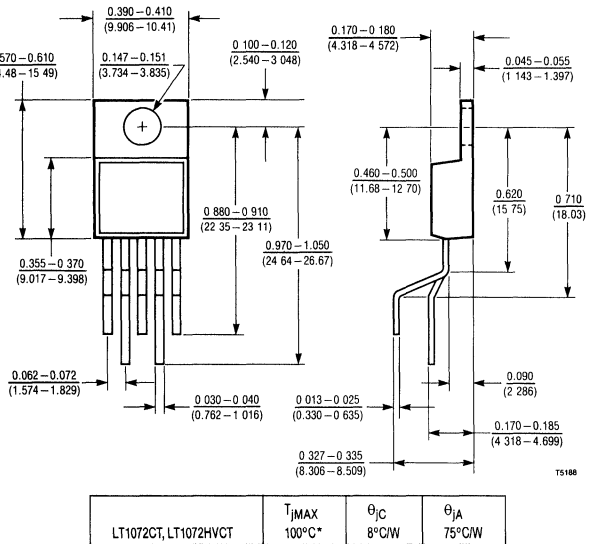 0.390 – 0.410
(9.906 – 10.41)
0.170 – 0.180
(4.318 – 4 572)
570 – 0.610
4.48 – 15 49)
0.147 – 0.151
(3.734 – 3.835)
0 100 – 0.120
(2.540 – 3 048)
0.045 – 0.055
(1 143 – 1.397)
0.460 – 0.500
(11.68 – 12 70)
0.620
(15 75)
0 710
(18.03)
0 880 – 0 910
(22 35 – 23 11)
0.970 – 1.050
(24 64 – 26.67)
0.355 – 0 370
(9.017 – 9.398)
0.062 – 0.072
(1.574 – 1.829)
0 030 – 0 040
(0.762 – 1 016)
0 013 – 0 025
(0.330 – 0 635)
0.090
(2 286)
0.170 – 0.185
(4 318 – 4.699)
0 327 – 0 335
(8.306 – 8.509)
T5188
TjMAX θjC θjA
LT1072CT, LT1072HVCT 100°C* 8°C/W 75°C/W